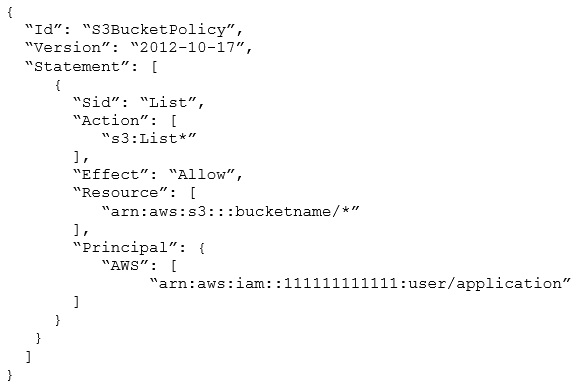 {
“Id”: “S3BucketPolicy”,
“Version”: “2012-10-17”,
“Statement”: [
{
“Sid”: “List”,
“Action”: [
“s3:List*”
],
“Effect”: “Allow”,
“Resource”: [
“arn:aws:s3:::bucketname/*”
],
“Principal”: {
“AWS”: [
“arn:aws:iam::111111111111:user/application”
]
}
}
]
}